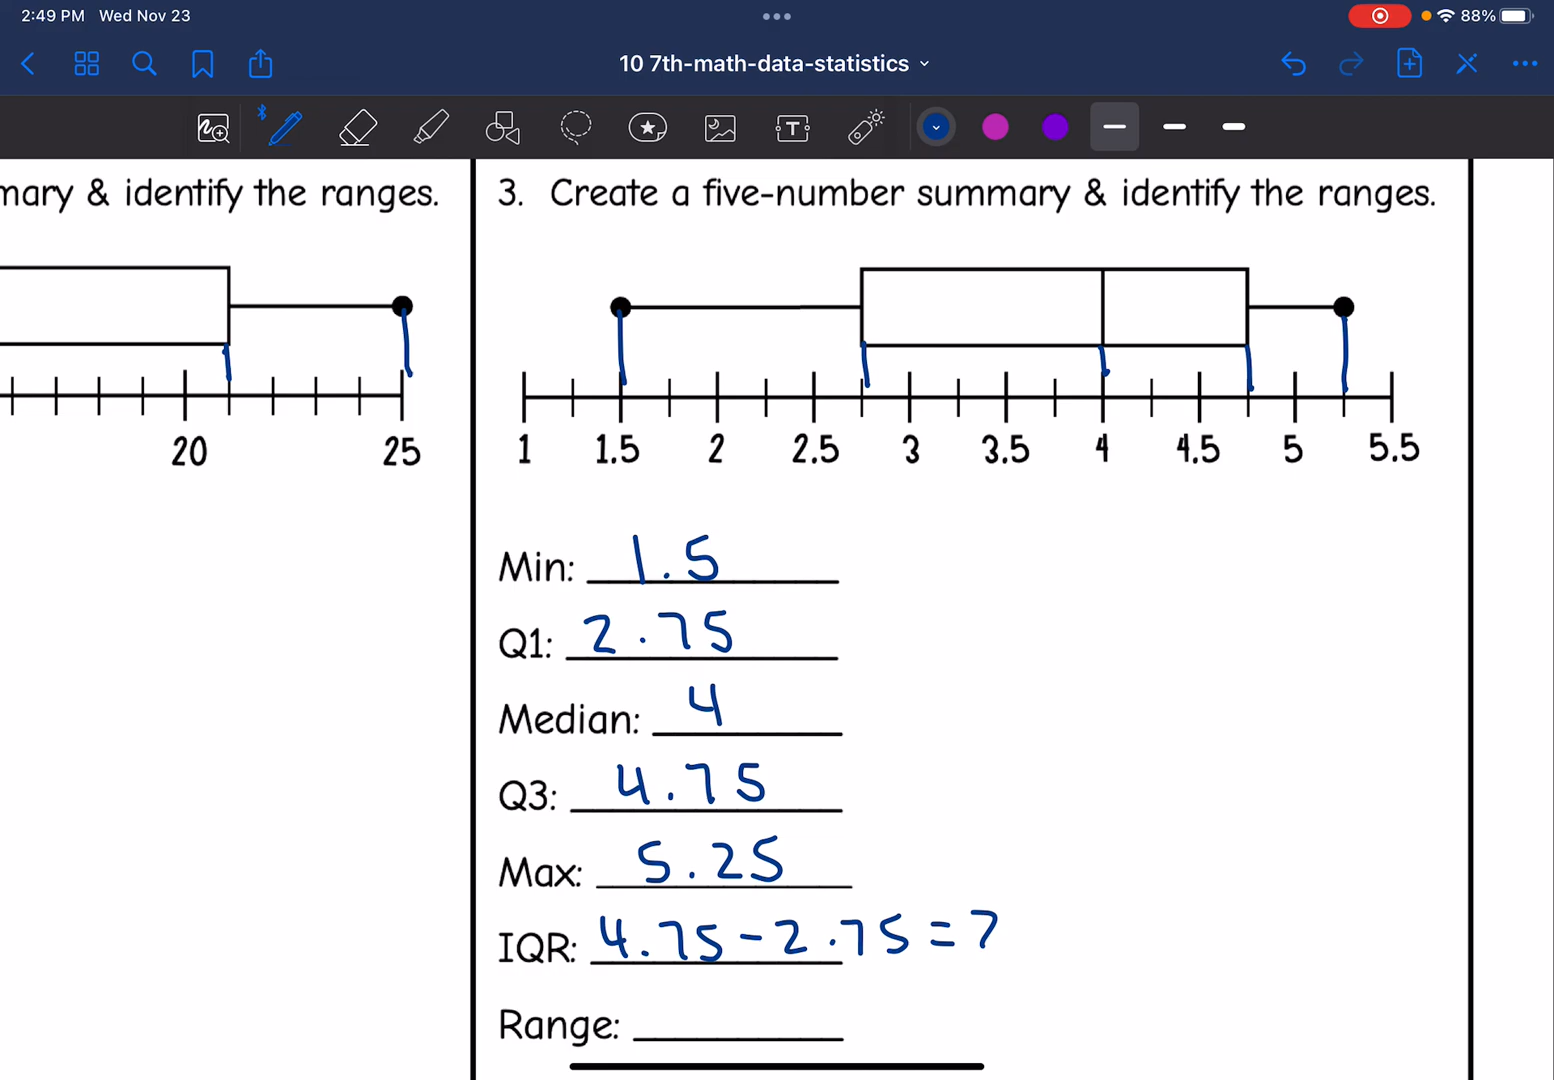 2:49 PM Wed Nov 23
88%
10 7th-math-data-statistics
T
mary & identify the ranges.
20 25
3. Create a five-number summary & identify the ranges.
1 1.5 2 2.5 3 3.5 4 4.5 5 5.5
Min: 1.5
Q1: 2.75
Median: 4
Q3: 4.75
Max: 5.25
IQR: 4.75-2.75=7
Range: